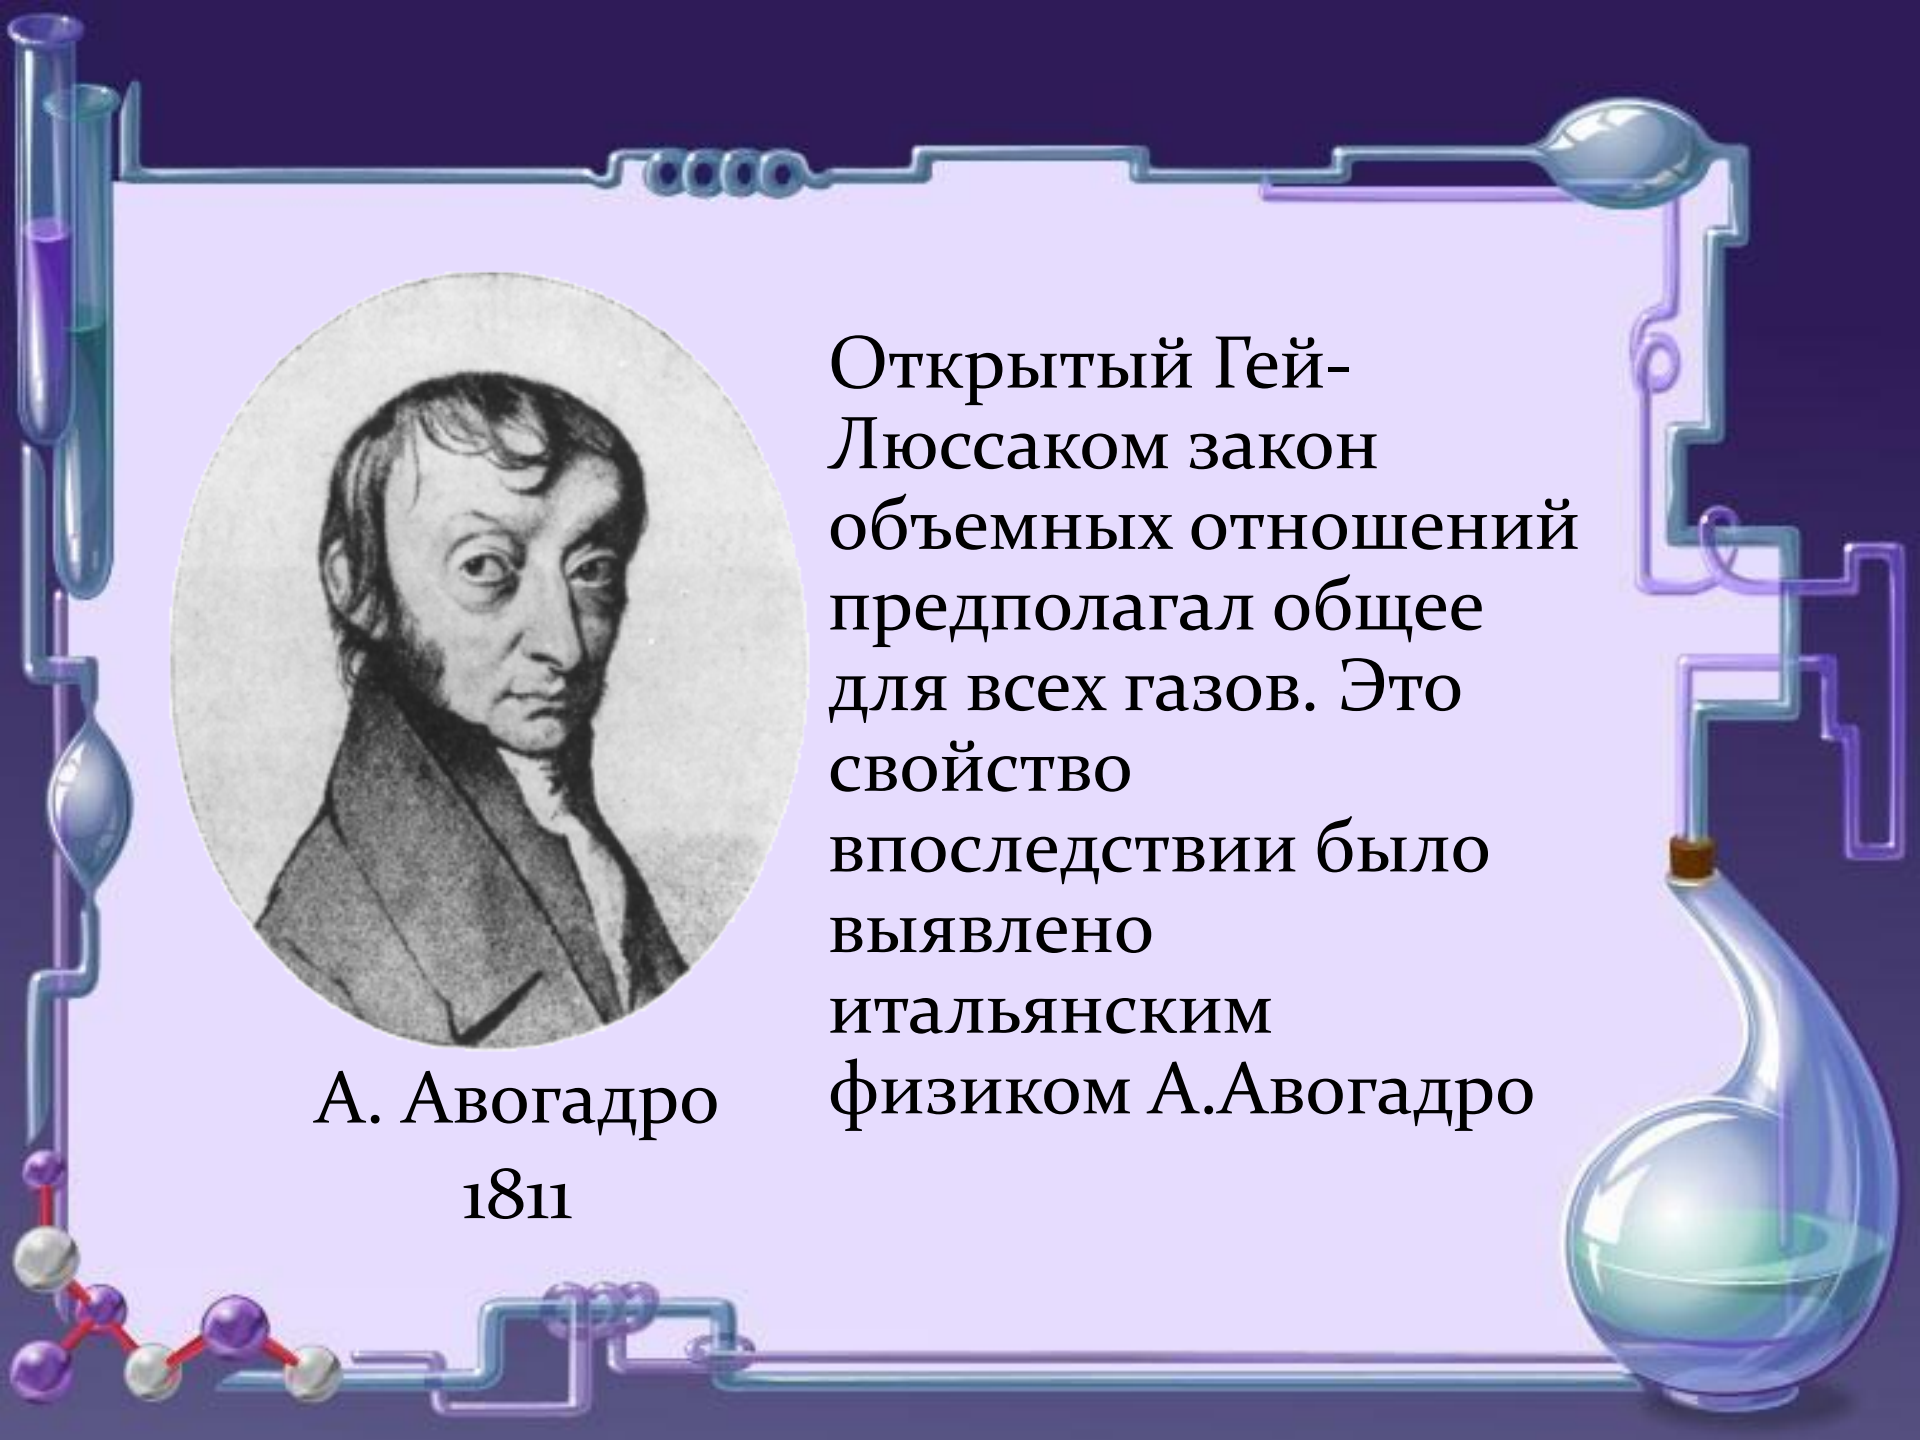 Открытый Гей-
Люссаком закон
объемных отношений
предполагал общее
для всех газов. Это
свойство
впоследствии было
выявлено
итальянским
физиком А.Авогадро
А. Авогадро
1811